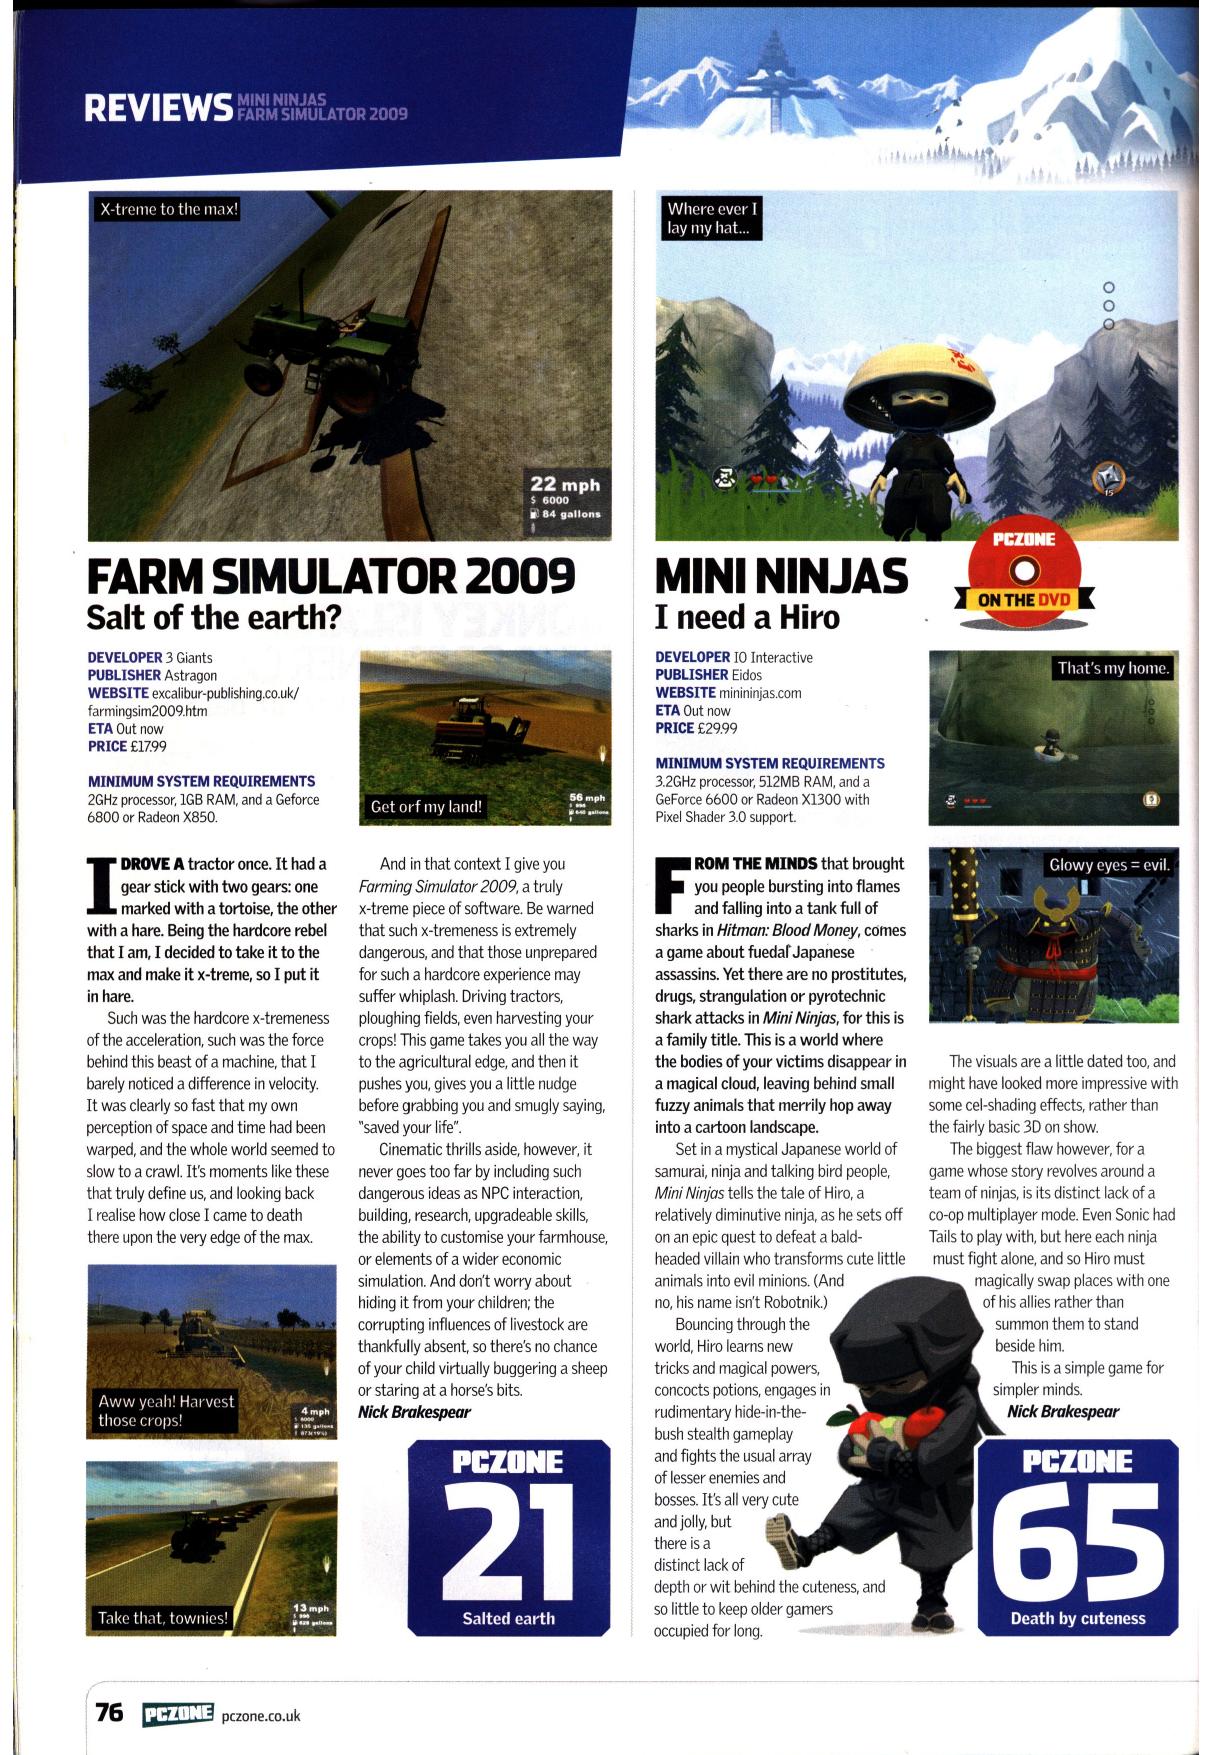 REVIEWS MINI NINJAS
FARM SIMULATOR 2009
X-treme to the max!
22 mph
$ 6000
84 gallons
FARM SIMULATOR 2009
Salt of the earth?
DEVELOPER 3 Giants
PUBLISHER Astragon
WEBSITE excalibur-publishing.co.uk/
farmingsim2009.htm
ETA Out now
PRICE £17.99
MINIMUM SYSTEM REQUIREMENTS
2GHz processor, 1GB RAM, and a Geforce
6800 or Radeon X850.
Get orf my land!
56 mph
$ 996
640 gallons
I DROVE A tractor once. It had a
gear stick with two gears: one
marked with a tortoise, the other
with a hare. Being the hardcore rebel
that I am, I decided to take it to the
max and make it x-treme, so I put it
in hare.
Such was the hardcore x-tremeness
of the acceleration, such was the force
behind this beast of a machine, that I
barely noticed a difference in velocity.
It was clearly so fast that my own
perception of space and time had been
warped, and the whole world seemed to
slow to a crawl. It's moments like these
that truly define us, and looking back
I realise how close I came to death
there upon the very edge of the max.
Aww yeah! Harvest
those crops!
4 mph
$ 6000
135 gallons
873(19%)
Take that, townies!
13 mph
$ 996
628 gallons
And in that context I give you
Farming Simulator 2009, a truly
x-treme piece of software. Be warned
that such x-tremeness is extremely
dangerous, and that those unprepared
for such a hardcore experience may
suffer whiplash. Driving tractors,
ploughing fields, even harvesting your
crops! This game takes you all the way
to the agricultural edge, and then it
pushes you, gives you a little nudge
before grabbing you and smugly saying,
"saved your life".
Cinematic thrills aside, however, it
never goes too far by including such
dangerous ideas as NPC interaction,
building, research, upgradeable skills,
the ability to customise your farmhouse,
or elements of a wider economic
simulation. And don't worry about
hiding it from your children; the
corrupting influences of livestock are
thankfully absent, so there's no chance
of your child virtually buggering a sheep
or staring at a horse's bits.
Nick Brakespear
PCZONE
21
Salted earth
Where ever I
lay my hat...
15
MINI NINJAS
I need a Hiro
PCZONE
ON THE DVD
DEVELOPER IO Interactive
PUBLISHER Eidos
WEBSITE minininjas.com
ETA Out now
PRICE £29.99
MINIMUM SYSTEM REQUIREMENTS
3.2GHz processor, 512MB RAM, and a
GeForce 6600 or Radeon X1300 with
Pixel Shader 3.0 support.
That's my home.
Glowy eyes = evil.
FROM THE MINDS that brought
you people bursting into flames
and falling into a tank full of
sharks in Hitman: Blood Money, comes
a game about fuedal Japanese
assassins. Yet there are no prostitutes,
drugs, strangulation or pyrotechnic
shark attacks in Mini Ninjas, for this is
a family title. This is a world where
the bodies of your victims disappear in
a magical cloud, leaving behind small
fuzzy animals that merrily hop away
into a cartoon landscape.
Set in a mystical Japanese world of
samurai, ninja and talking bird people,
Mini Ninjas tells the tale of Hiro, a
relatively diminutive ninja, as he sets off
on an epic quest to defeat a bald-
headed villain who transforms cute little
animals into evil minions. (And
no, his name isn't Robotnik.)
Bouncing through the
world, Hiro learns new
tricks and magical powers,
concocts potions, engages in
rudimentary hide-in-the-
bush stealth gameplay
and fights the usual array
of lesser enemies and
bosses. It's all very cute
and jolly, but
there is a
distinct lack of
depth or wit behind the cuteness, and
so little to keep older gamers
occupied for long.
The visuals are a little dated too, and
might have looked more impressive with
some cel-shading effects, rather than
the fairly basic 3D on show.
The biggest flaw however, for a
game whose story revolves around a
team of ninjas, is its distinct lack of a
co-op multiplayer mode. Even Sonic had
Tails to play with, but here each ninja
must fight alone, and so Hiro must
magically swap places with one
of his allies rather than
summon them to stand
beside him.
This is a simple game for
simpler minds.
Nick Brakespear
PCZONE
65
Death by cuteness
76 PCZONE pczone.co.uk